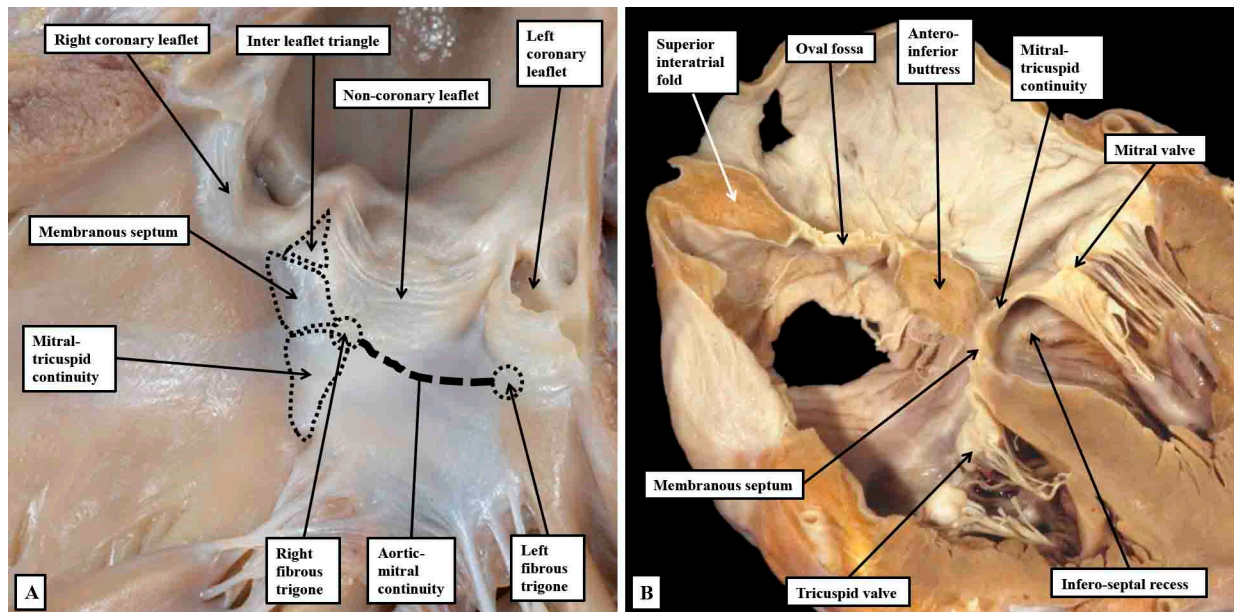 Right coronary leaflet
Inter leaflet triangle
Left
coronary
leaflet
Non-coronary leaflet
Membranous septum
Mitral-
tricuspid
continuity
Right
fibrous
trigone
Aortic-
mitral
continuity
Left
fibrous
trigone
A
Superior
interatrial
fold
Oval fossa
Antero-
inferior
buttress
Mitral-
tricuspid
continuity
Mitral valve
Membranous septum
Tricuspid valve
Infero-septal recess
B